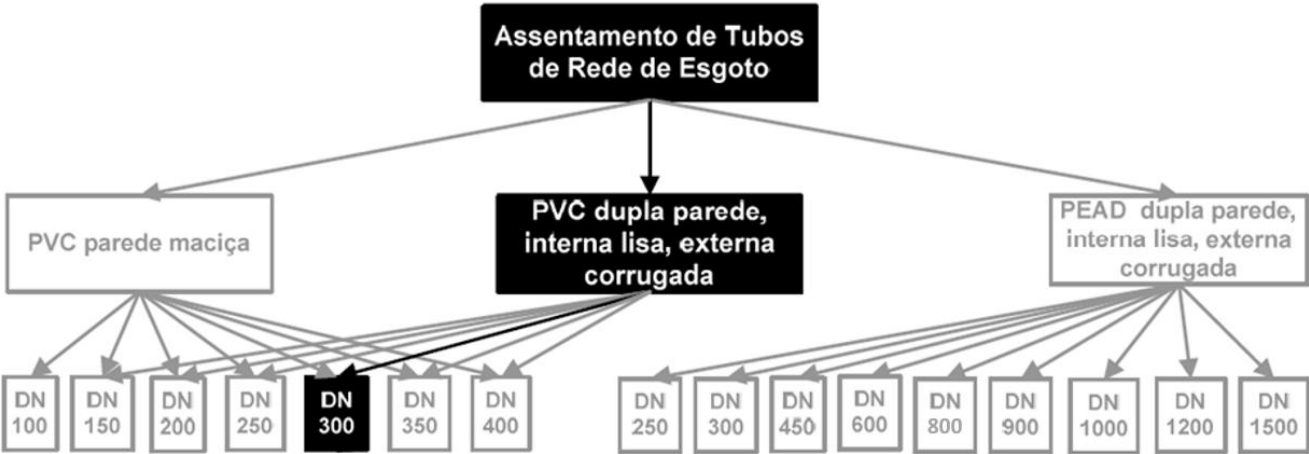 Assentamento de Tubos
de Rede de Esgoto
PVC parede maciça
PVC dupla parede,
interna lisa, externa
corrugada
PEAD dupla parede,
interna lisa, externa
corrugada
DN
100
DN
150
DN
200
DN
250
DN
300
DN
350
DN
400
DN
250
DN
300
DN
450
DN
600
DN
800
DN
900
DN
1000
DN
1200
DN
1500